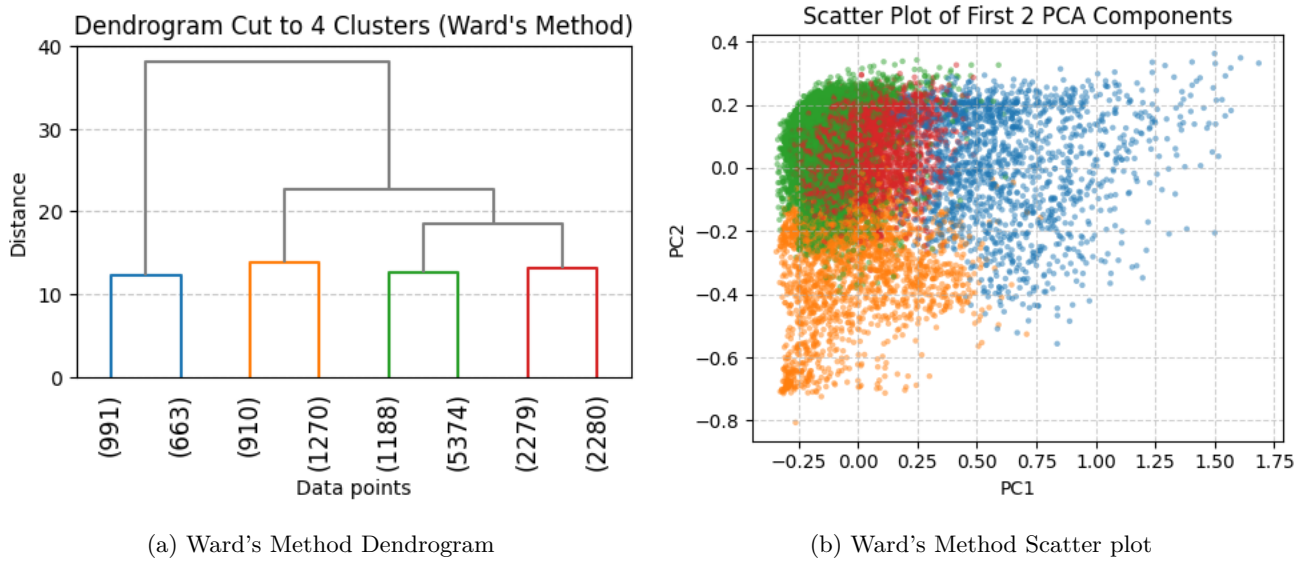 Dendrogram Cut to 4 Clusters (Ward's Method)
40
30
20
10
0
Distance
(991)
(663)
(910)
(1270)
(1188)
(5374)
(2279)
(2280)
Data points
(a) Ward's Method Dendrogram
Scatter Plot of First 2 PCA Components
0.4
0.2
0.0
−0.2
−0.4
−0.6
−0.8
PC2
−0.25 0.00 0.25 0.50 0.75 1.00 1.25 1.50 1.75
PC1
(b) Ward's Method Scatter plot